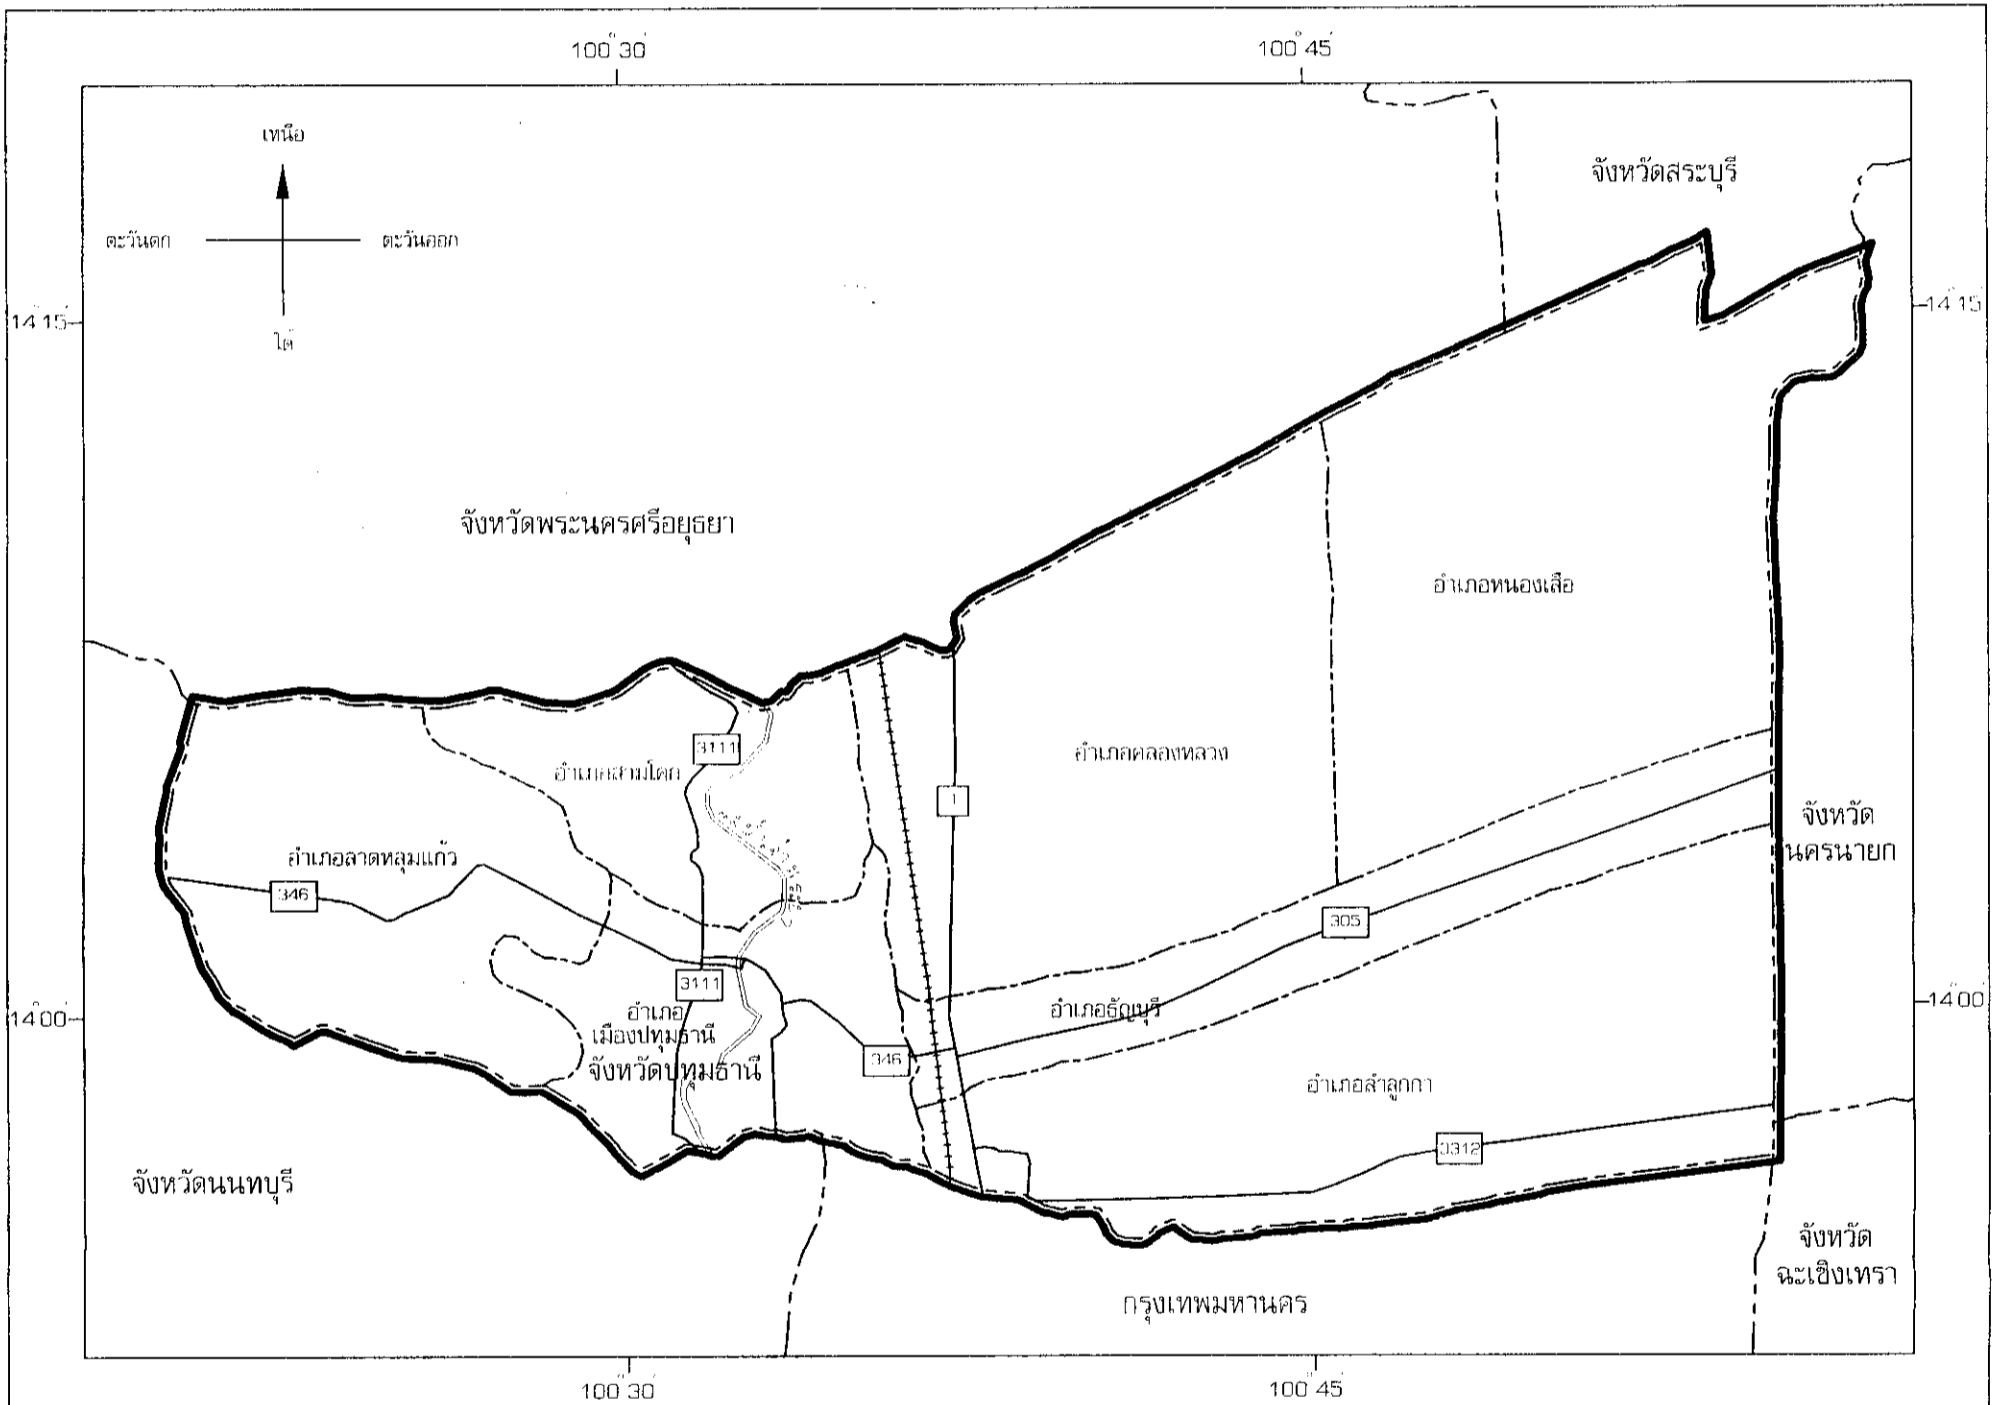 100°30'
100°45'
เหนือ
ตะวันตก
ตะวันออก
ใต้
จังหวัดสระบุรี
14°15'
14°15'
จังหวัดพระนครศรีอยุธยา
อำเภอหนองเสือ
3111
อำเภอสามโคก
อำเภอคลองหลวง
1
จังหวัด
นครนายก
อำเภอลาดหลุมแก้ว
346
305
3111
อำเภอ
เมืองปทุมธานี
จังหวัดปทุมธานี
อำเภอธัญบุรี
14°00'
14°00'
346
อำเภอลำลูกกา
3312
จังหวัดนนทบุรี
จังหวัด
ฉะเชิงเทรา
กรุงเทพมหานคร
100°30'
100°45'